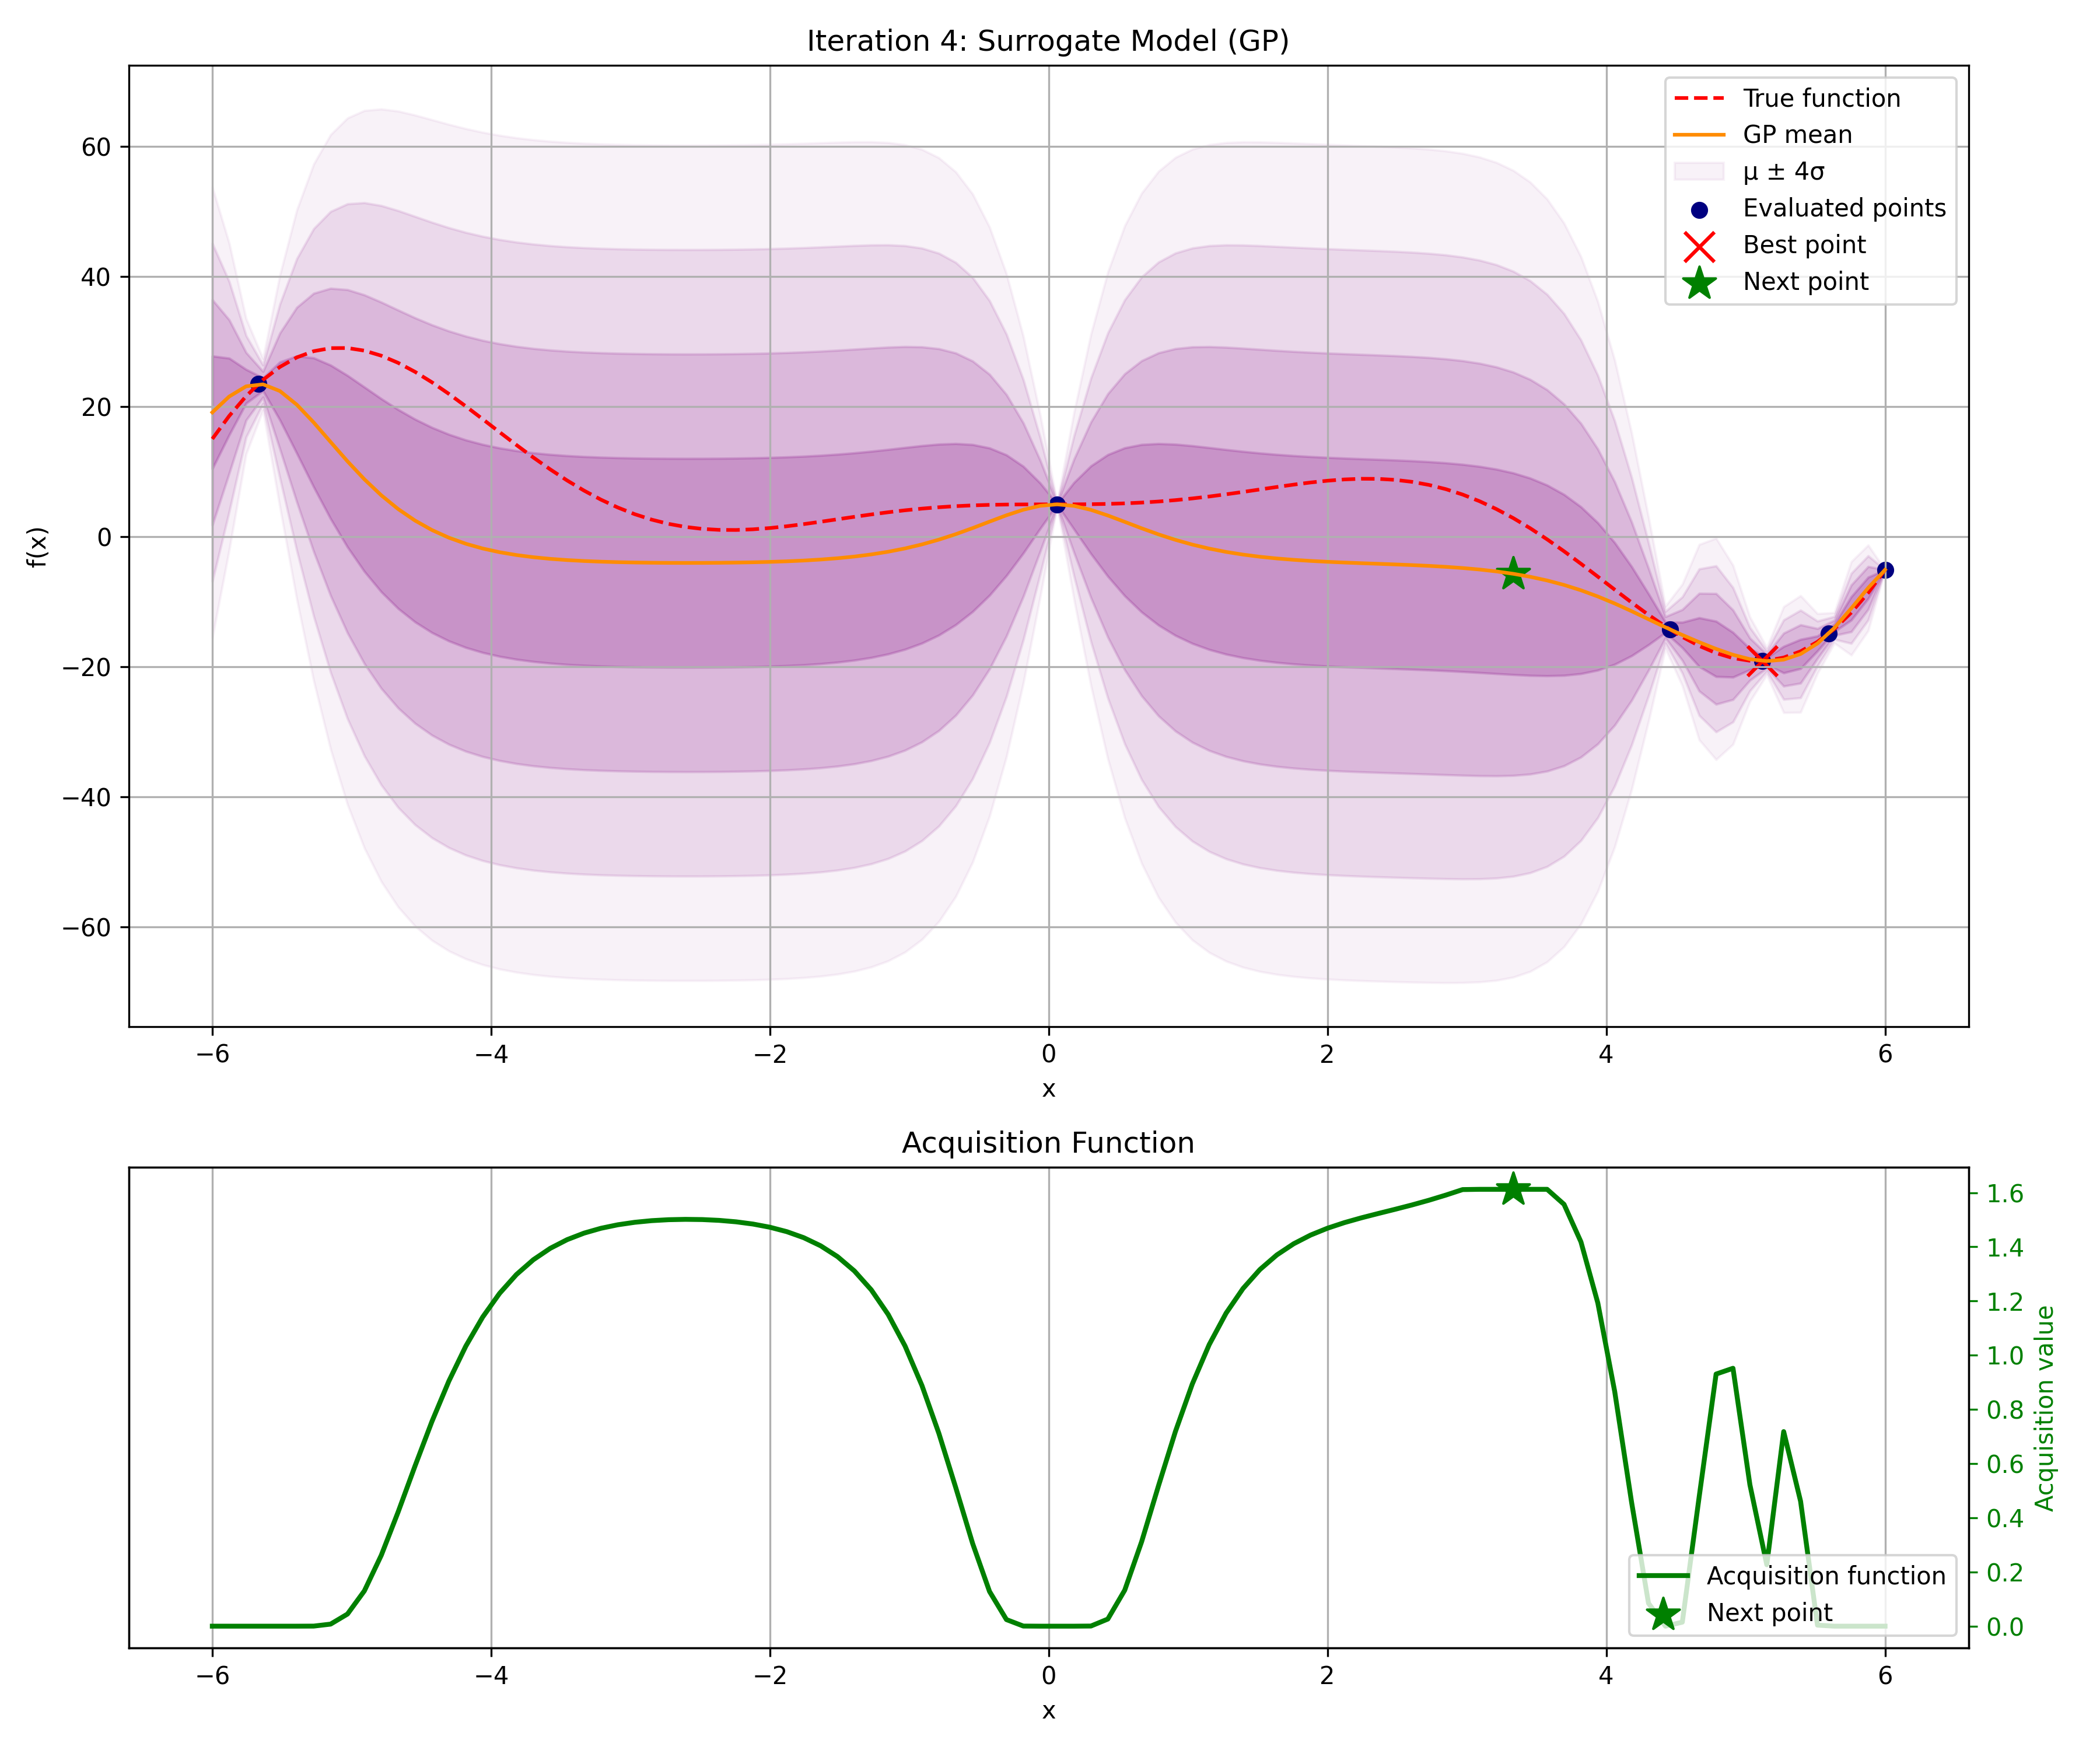 Iteration 4: Surrogate Model (GP)
True function
GP mean
μ ± 4σ
Evaluated points
Best point
Next point
60
40
20
0
−20
−40
−60
f(x)
−6 −4 −2 0 2 4 6
x
Acquisition Function
1.6
1.4
1.2
1.0
0.8
0.6
0.4
0.2
0.0
Acquisition value
Acquisition function
Next point
−6 −4 −2 0 2 4 6
x